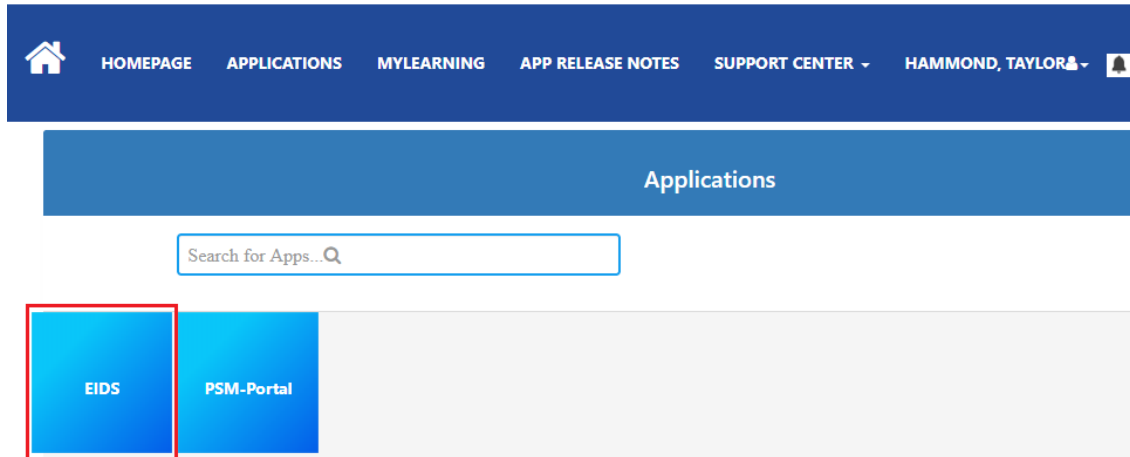 HOMEPAGE APPLICATIONS MYLEARNING APP RELEASE NOTES SUPPORT CENTER HAMMOND, TAYLOR
Applications
Search for Apps...
EIDS PSM-Portal